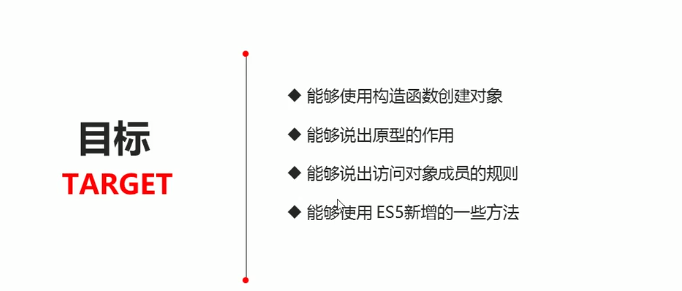 目标
TARGET
◆ 能够使用构造函数创建对象
◆ 能够说出原型的作用
◆ 能够说出访问对象成员的规则
◆ 能够使用 ES5新增的一些方法